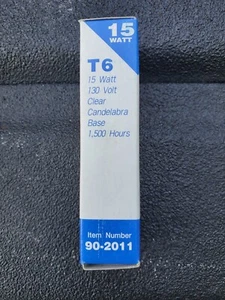 15
WATT
T6
15 Watt
130 Volt
Clear
Candelabra
Base
1,500 Hours
Item Number
90-2011